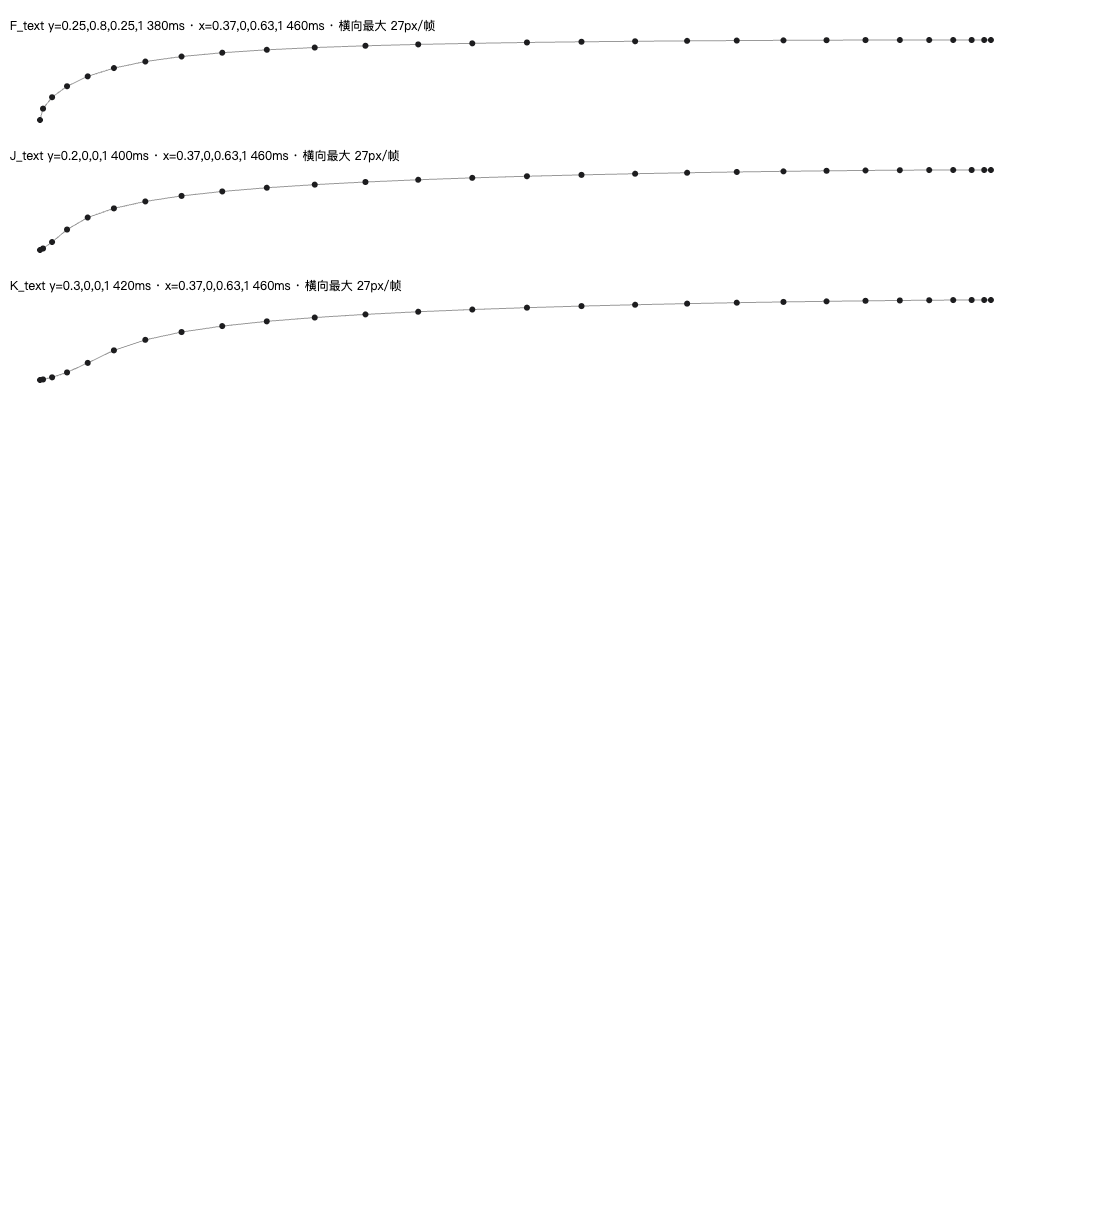 F_text y=0.25,0.8,0.25,1 380ms · x=0.37,0,0.63,1 460ms · 横向最大 27px/帧
J_text y=0.2,0,0,1 400ms · x=0.37,0,0.63,1 460ms · 横向最大 27px/帧
K_text y=0.3,0,0,1 420ms · x=0.37,0,0.63,1 460ms · 横向最大 27px/帧